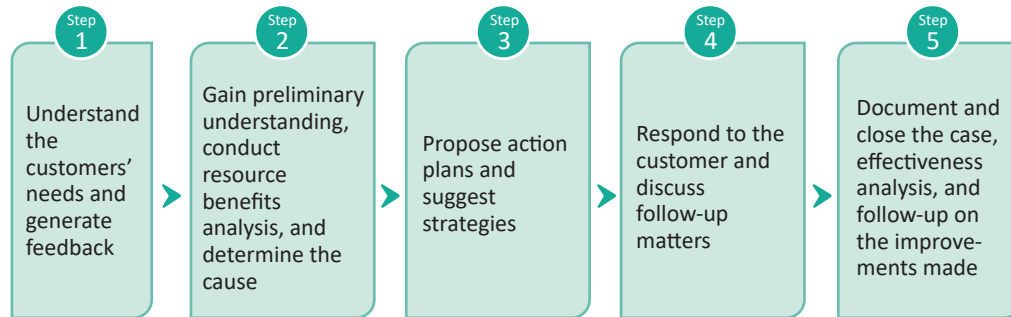 Step
1
Understand
the
customers’
needs and
generate
feedback
Step
2
Gain preliminary
understanding,
conduct
resource
benefits
analysis, and
determine the
cause
Step
3
Propose action
plans and
suggest
strategies
Step
4
Respond to the
customer and
discuss
follow-up
matters
Step
5
Document and
close the case,
effectiveness
analysis, and
follow-up on
the improve-
ments made